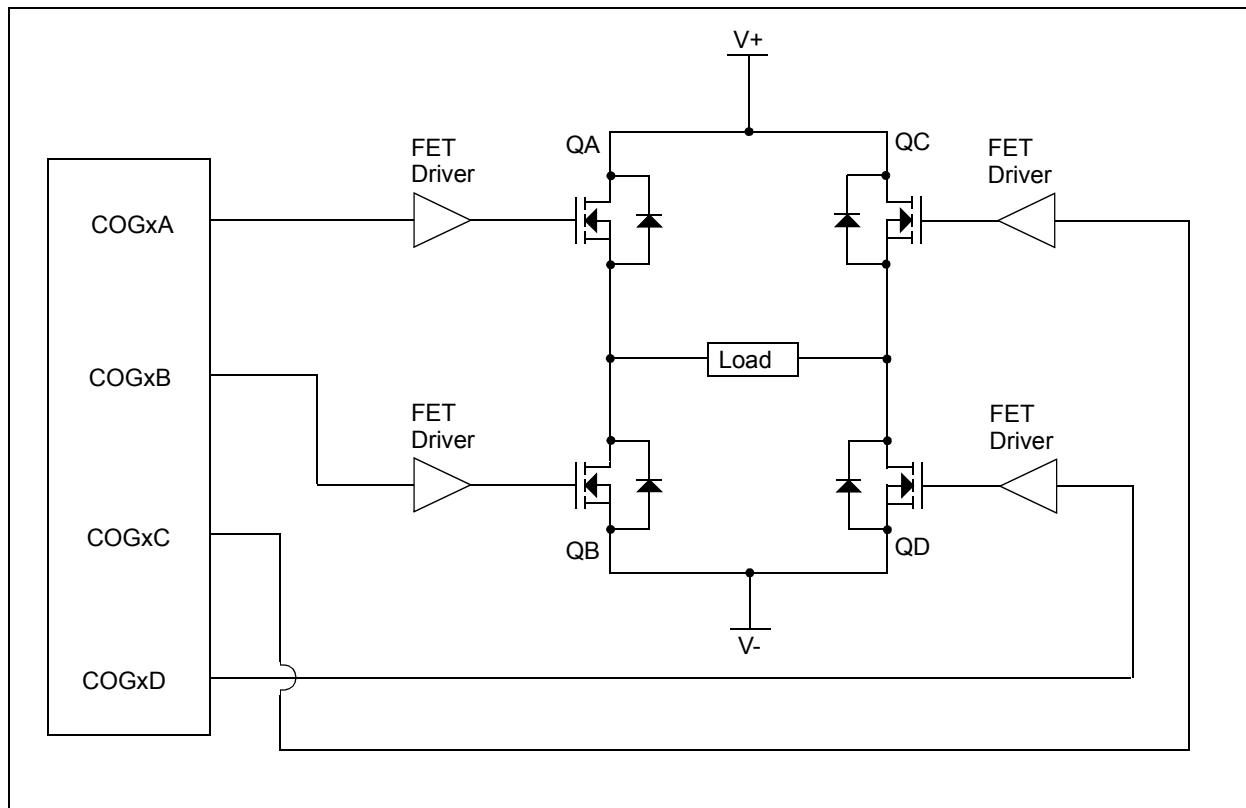 V+
QA
QC
FET
Driver
FET
Driver
COGxA
Load
COGxB
FET
Driver
FET
Driver
COGxC
QB
QD
V-
COGxD